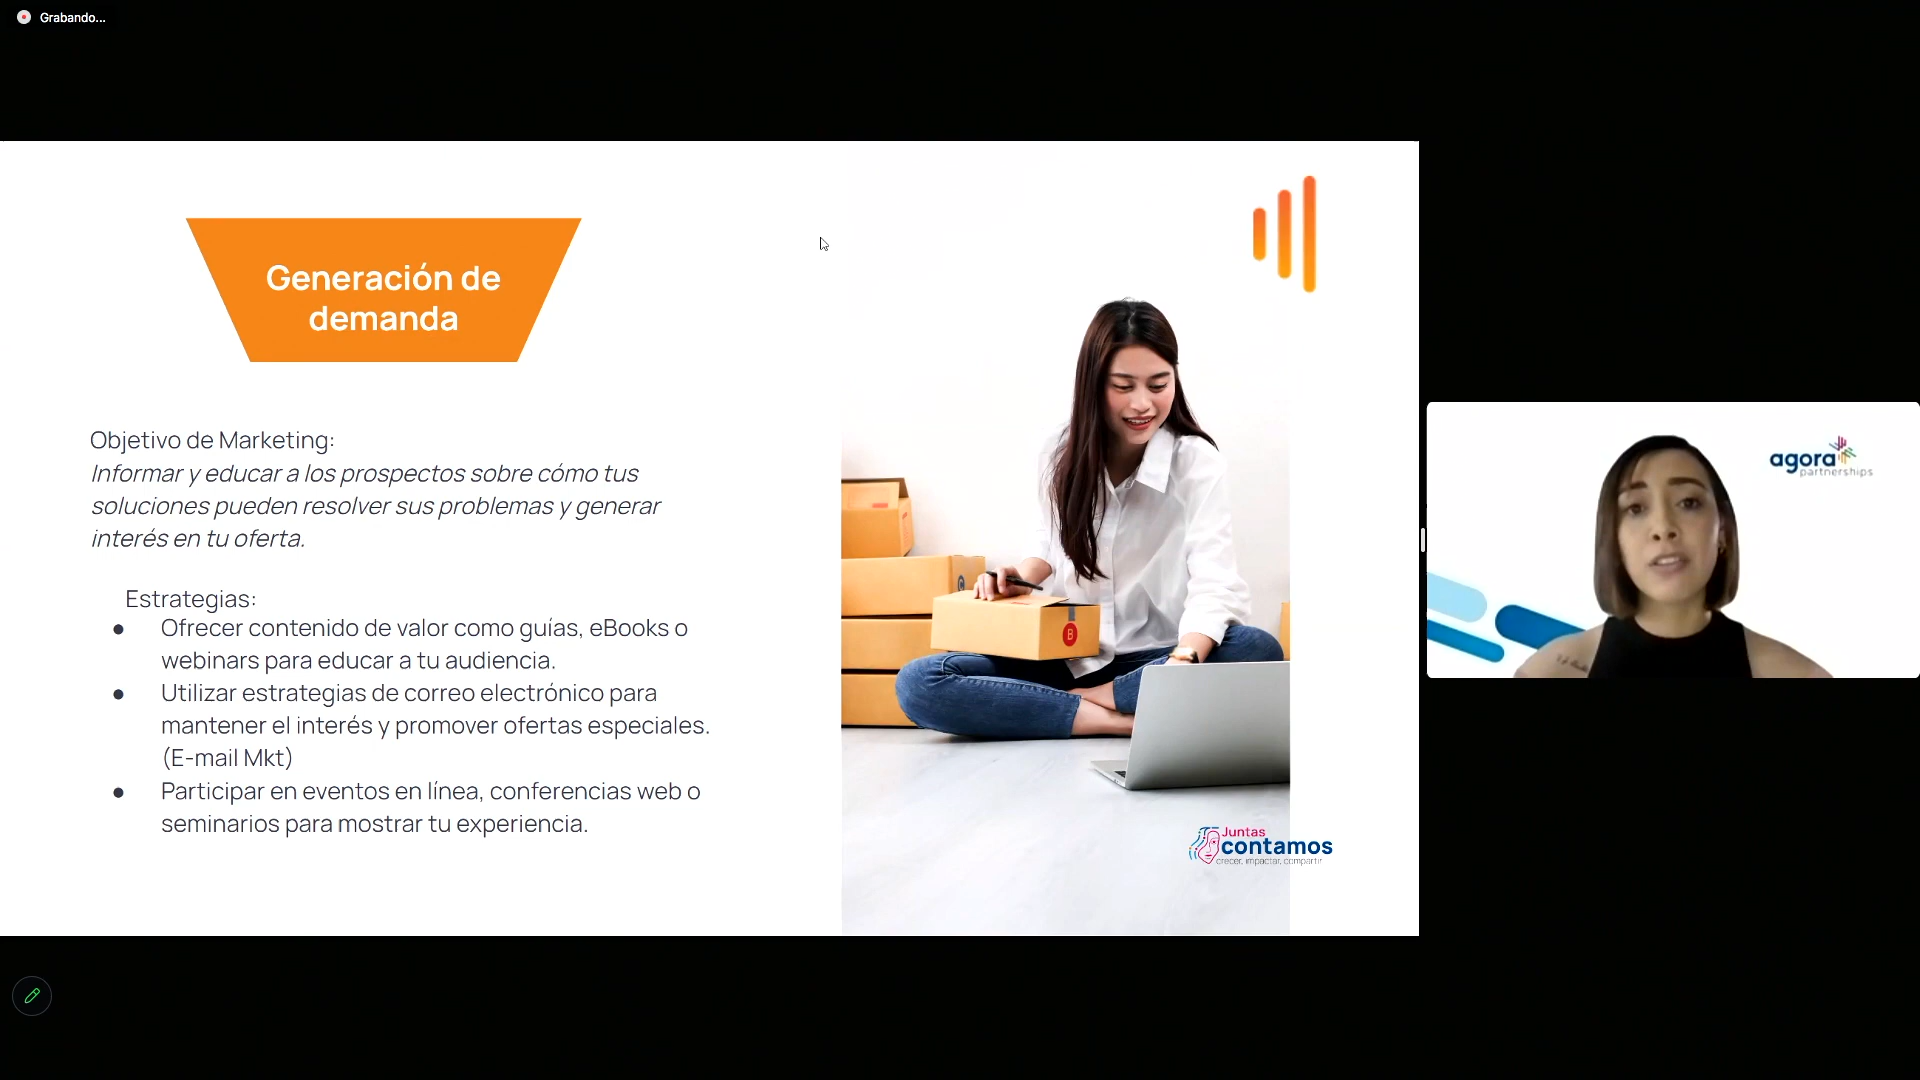 Grabando...
Generación de
demanda
Objetivo de Marketing:
Informar y educar a los prospectos sobre cómo tus
soluciones pueden resolver sus problemas y generar
interés en tu oferta.
Estrategias:
● Ofrecer contenido de valor como guías, eBooks o
webinars para educar a tu audiencia.
● Utilizar estrategias de correo electrónico para
mantener el interés y promover ofertas especiales.
(E-mail Mkt)
● Participar en eventos en línea, conferencias web o
seminarios para mostrar tu experiencia.
B
Juntas
contamos
crecer, impactar, compartir
agora
partnerships